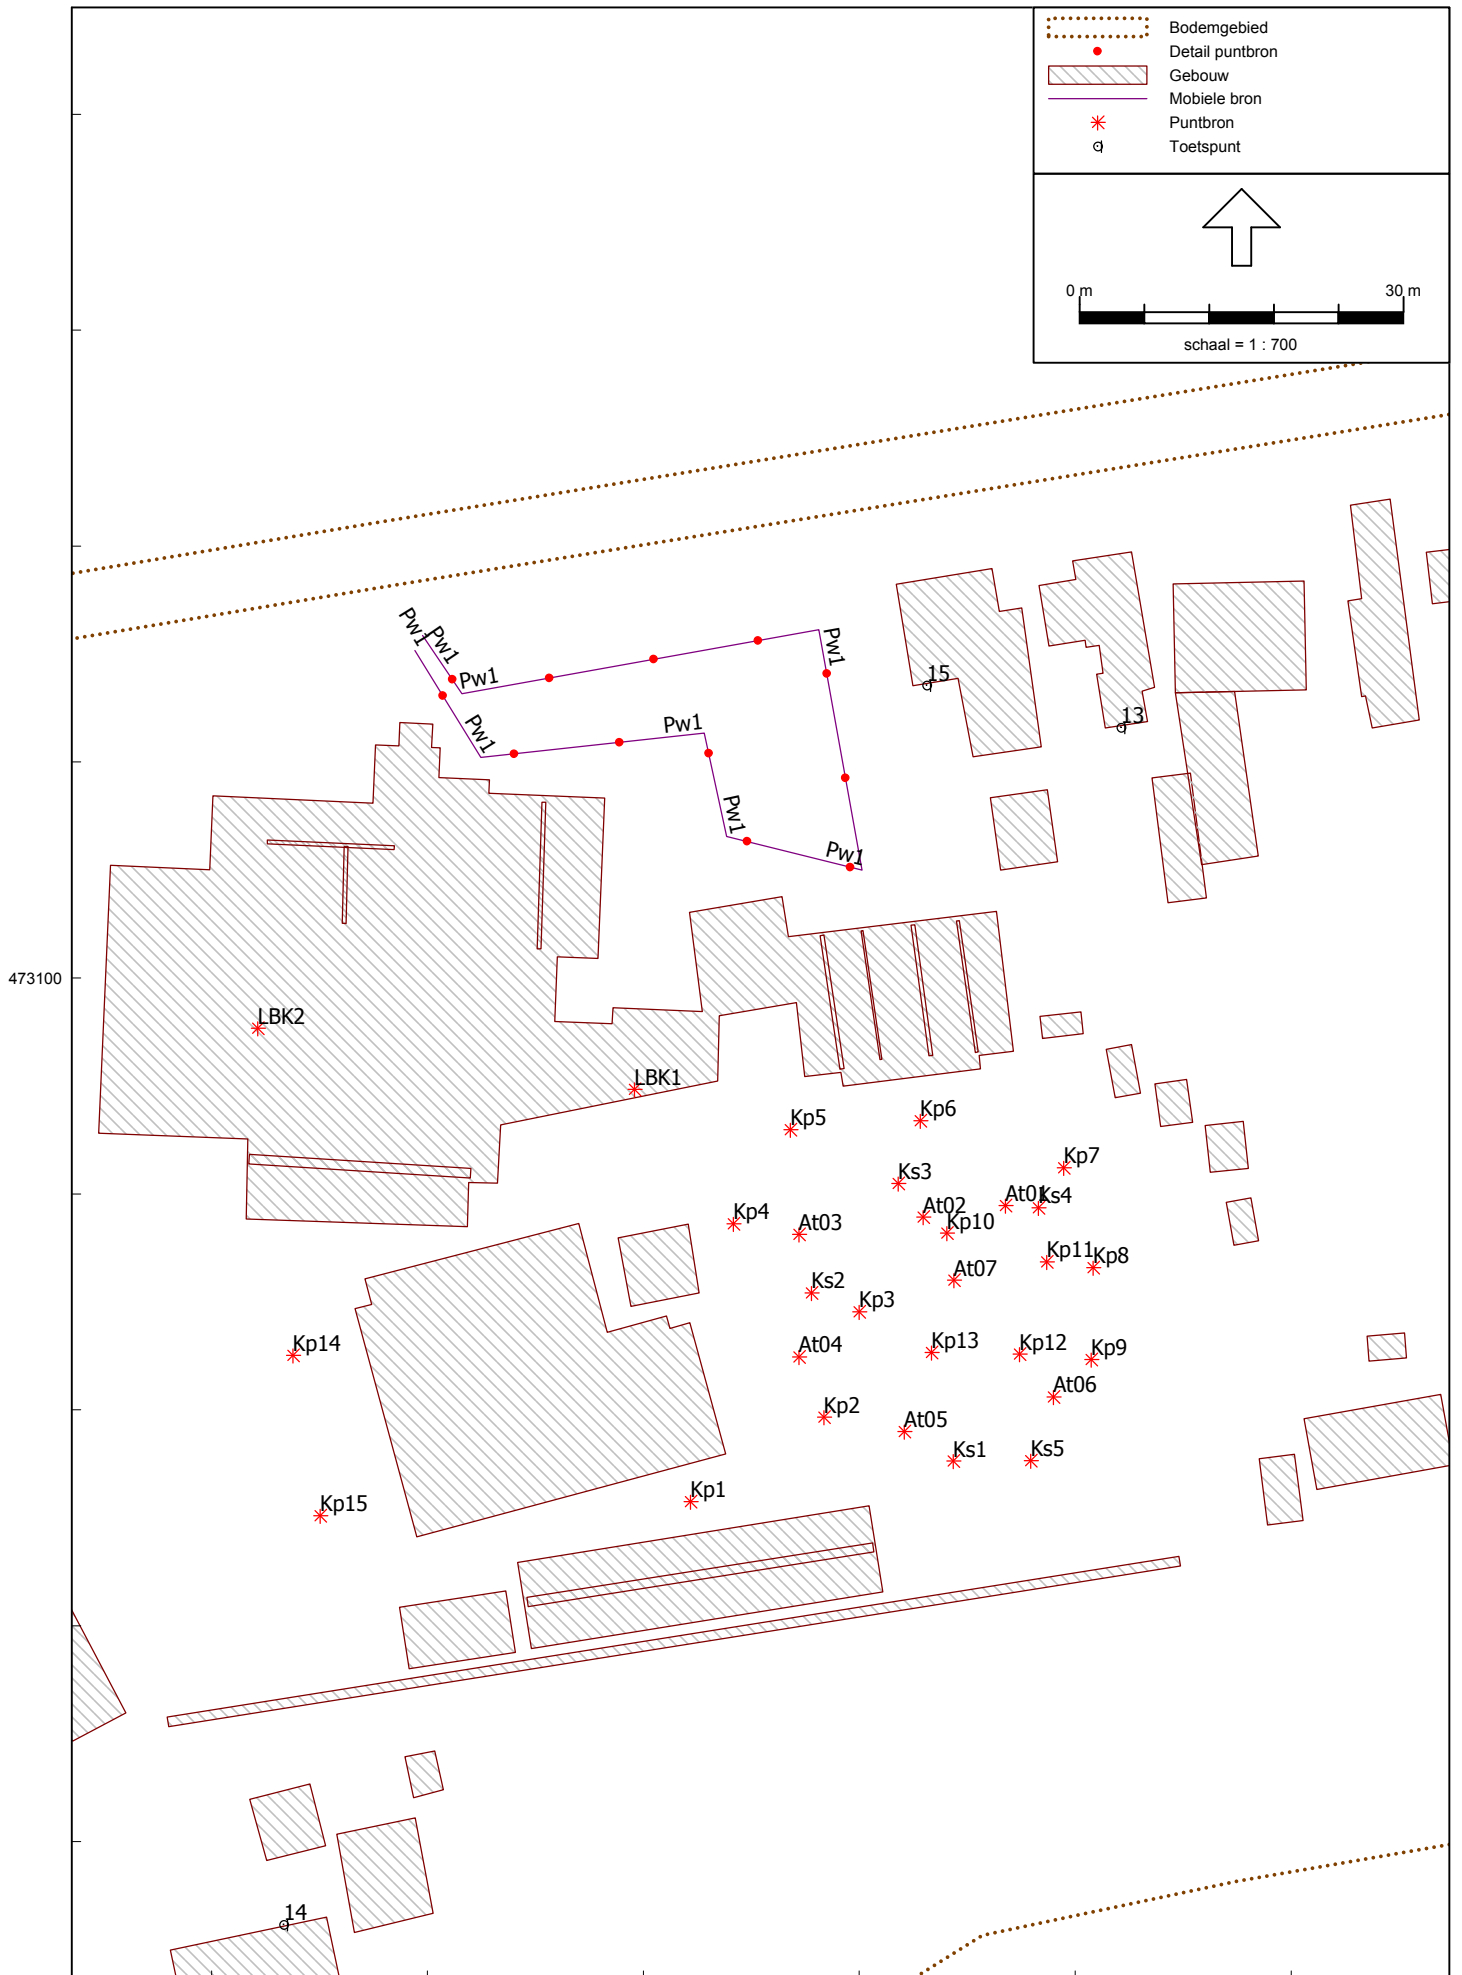 Bodemgebied
Detail puntbron
Gebouw
Mobiele bron
Puntbron
Toetspunt
0 m 30 m
schaal = 1 : 700
Pw1
Pw1
Pw1
Pw1
Pw1
Pw1
Pw1
Pw1
15
13
473100
LBK2
LBK1
Kp5
Kp6
Kp7
Ks3
At01
Ks4
At02
Kp4
At03
Kp10
Kp11
Kp8
At07
Ks2
Kp3
Kp14
At04
Kp13
Kp12
Kp9
At06
Kp2
At05
Ks1
Ks5
Kp1
Kp15
14